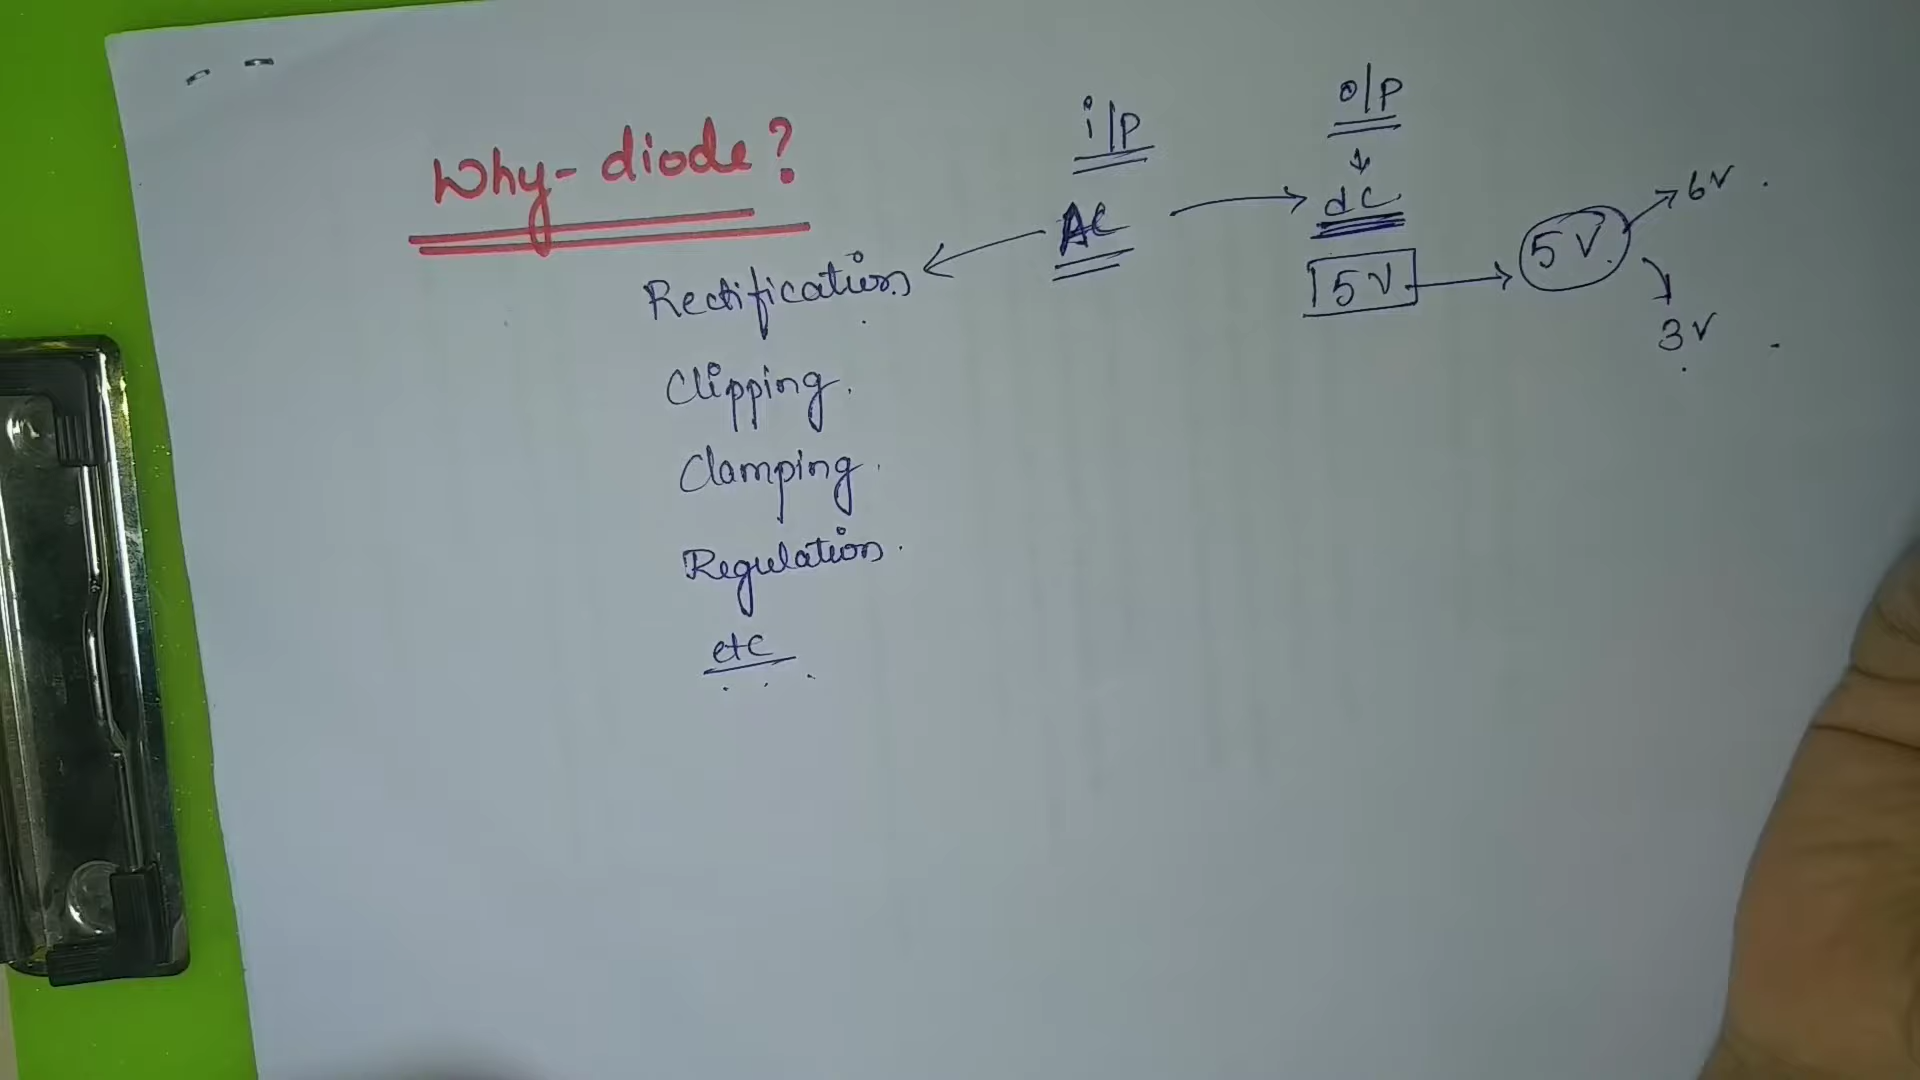 Why- diode?
i/p
o/p
AC
dC
Rectification
5V
5V
6V
3V
Clipping.
Clamping.
Regulation.
etc